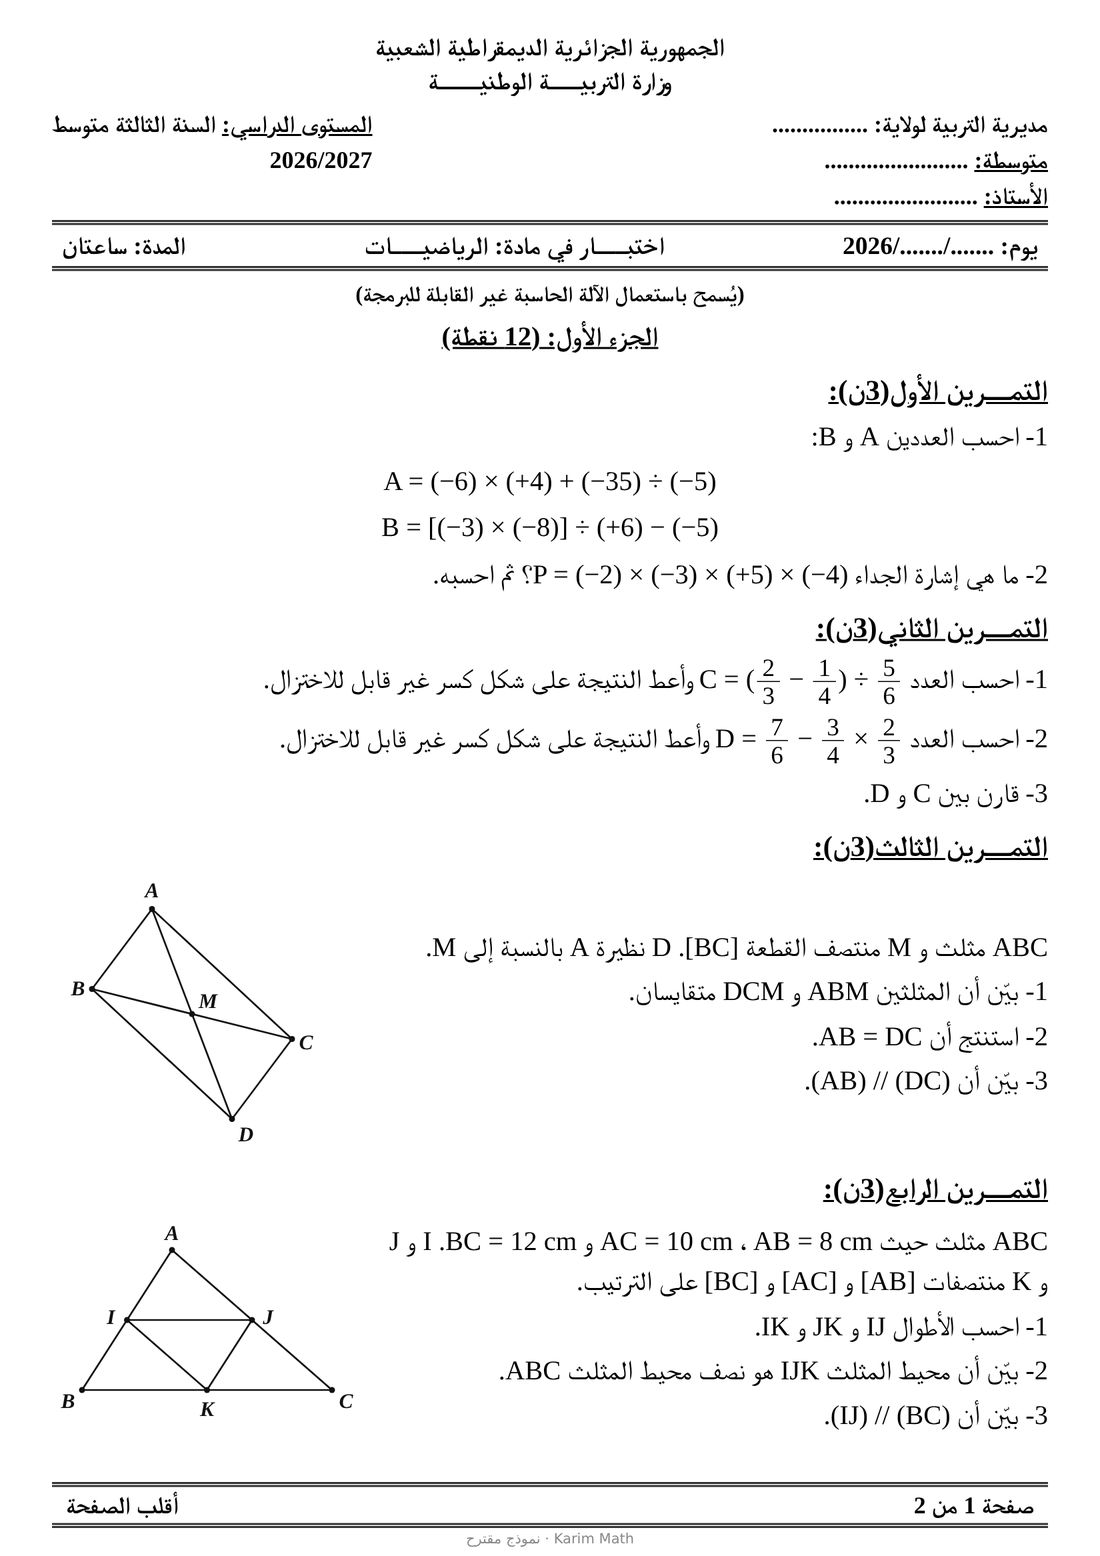 الجمهورية الجزائرية الديمقراطية الشعبية
وزارة التربيـــــة الوطنيـــــــة
مديرية التربية لولاية: ................
المستوى الدراسي: السنة الثالثة متوسط
متوسطة: ........................
2026/2027
الأستاذ: ........................
يوم: ......./......./2026 اختبـــــار في مادة: الرياضيـــــات المدة: ساعتان
(يُسمح باستعمال الآلة الحاسبة غير القابلة للبرمجة)
الجزء الأول: (12 نقطة)
التمـــرين الأول(3ن):
1- احسب العددين A و B:
A = (−6) × (+4) + (−35) ÷ (−5)
B = [(−3) × (−8)] ÷ (+6) − (−5)
2- ما هي إشارة الجداء P = (−2) × (−3) × (+5) × (−4)؟ ثم احسبه.
التمـــرين الثاني(3ن):
1- احسب العدد C = (2/3 − 1/4) ÷ 5/6 وأعط النتيجة على شكل كسر غير قابل للاختزال.
2- احسب العدد D = 7/6 − 3/4 × 2/3 وأعط النتيجة على شكل كسر غير قابل للاختزال.
3- قارن بين C و D.
التمـــرين الثالث(3ن):
ABC مثلث و M منتصف القطعة [BC]. D نظيرة A بالنسبة إلى M.
1- بيّن أن المثلثين ABM و DCM متقايسان.
2- استنتج أن AB = DC.
3- بيّن أن (AB) // (DC).
A
B
M
C
D
التمـــرين الرابع(3ن):
ABC مثلث حيث AB = 8 cm ، AC = 10 cm و BC = 12 cm. I و J
و K منتصفات [AB] و [AC] و [BC] على الترتيب.
1- احسب الأطوال IJ و JK و IK.
2- بيّن أن محيط المثلث IJK هو نصف محيط المثلث ABC.
3- بيّن أن (IJ) // (BC).
A
I
J
B
K
C
صفحة 1 من 2 أقلب الصفحة
نموذج مقترح · Karim Math